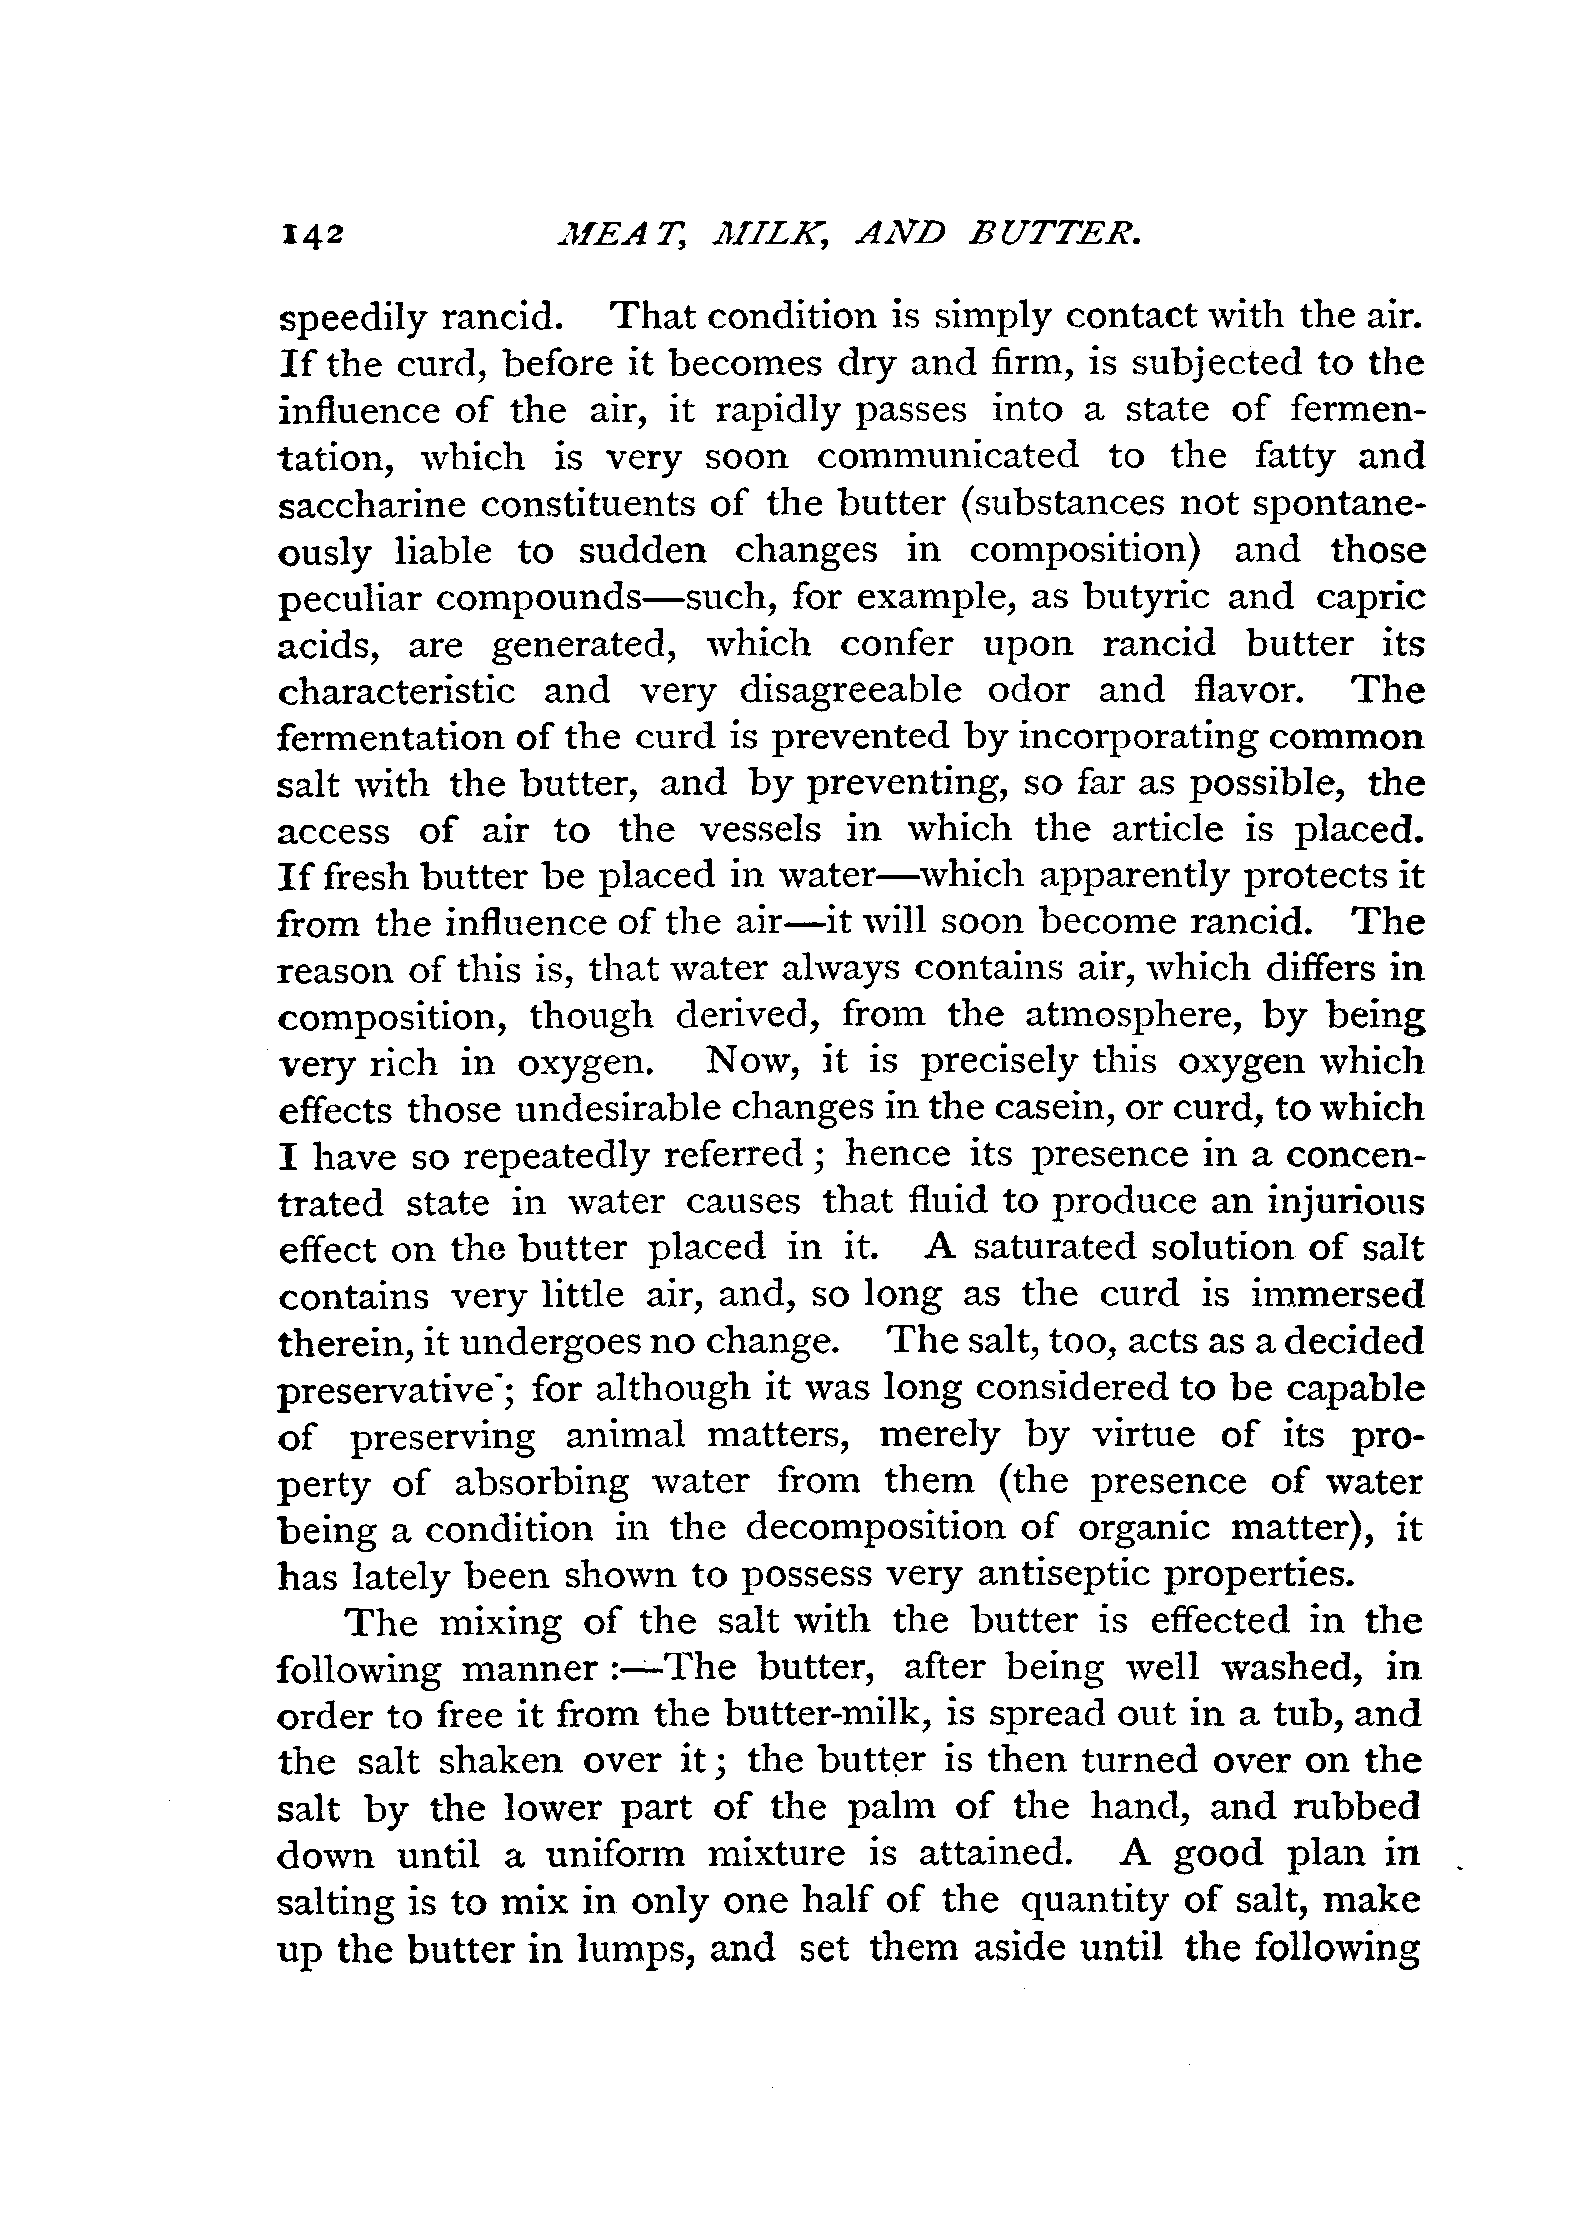 142 MEAT, MILK, AND BUTTER.
speedily rancid. That condition is simply contact with the air.
If the curd, before it becomes dry and firm, is subjected to the
influence of the air, it rapidly passes into a state of fermen-
tation, which is very soon communicated to the fatty and
saccharine constituents of the butter (substances not spontane-
ously liable to sudden changes in composition) and those
peculiar compounds—such, for example, as butyric and capric
acids, are generated, which confer upon rancid butter its
characteristic and very disagreeable odor and flavor. The
fermentation of the curd is prevented by incorporating common
salt with the butter, and by preventing, so far as possible, the
access of air to the vessels in which the article is placed.
If fresh butter be placed in water—which apparently protects it
from the influence of the air—it will soon become rancid. The
reason of this is, that water always contains air, which differs in
composition, though derived, from the atmosphere, by being
very rich in oxygen. Now, it is precisely this oxygen which
effects those undesirable changes in the casein, or curd, to which
I have so repeatedly referred ; hence its presence in a concen-
trated state in water causes that fluid to produce an injurious
effect on the butter placed in it. A saturated solution of salt
contains very little air, and, so long as the curd is immersed
therein, it undergoes no change. The salt, too, acts as a decided
preservative ; for although it was long considered to be capable
of preserving animal matters, merely by virtue of its pro-
perty of absorbing water from them (the presence of water
being a condition in the decomposition of organic matter), it
has lately been shown to possess very antiseptic properties.
The mixing of the salt with the butter is effected in the
following manner :—The butter, after being well washed, in
order to free it from the butter-milk, is spread out in a tub, and
the salt shaken over it ; the butter is then turned over on the
salt by the lower part of the palm of the hand, and rubbed
down until a uniform mixture is attained. A good plan in
salting is to mix in only one half of the quantity of salt, make
up the butter in lumps, and set them aside until the following